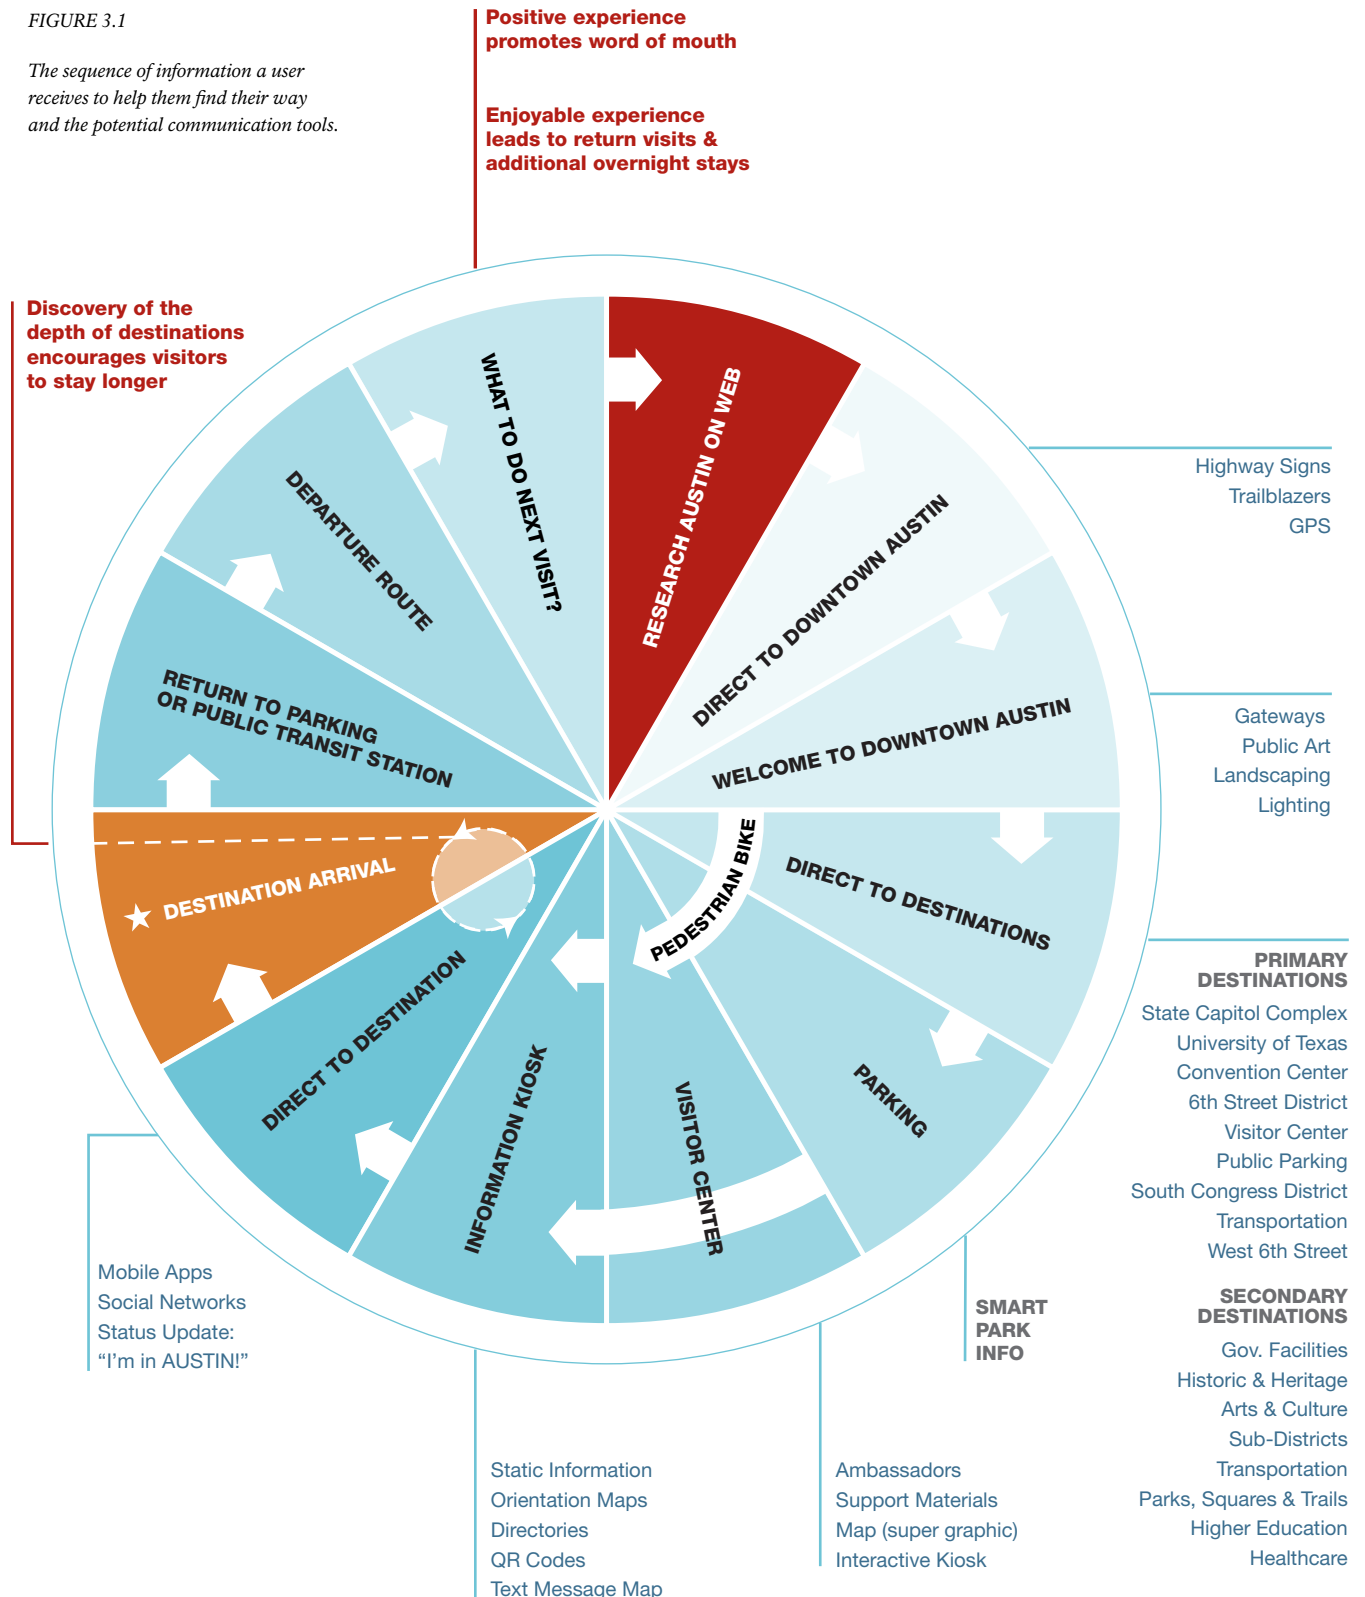 FIGURE 3.1
The sequence of information a user
receives to help them find their way
and the potential communication tools.
Positive experience
promotes word of mouth
Enjoyable experience
leads to return visits &
additional overnight stays
Discovery of the
depth of destinations
encourages visitors
to stay longer
RESEARCH AUSTIN ON WEB
DIRECT TO DOWNTOWN AUSTIN
WELCOME TO DOWNTOWN AUSTIN
DIRECT TO DESTINATIONS
PARKING
PEDESTRIAN BIKE
VISITOR CENTER
INFORMATION KIOSK
DIRECT TO DESTINATION
DESTINATION ARRIVAL
RETURN TO PARKING
OR PUBLIC TRANSIT STATION
DEPARTURE ROUTE
WHAT TO DO NEXT VISIT?
Highway Signs
Trailblazers
GPS
Gateways
Public Art
Landscaping
Lighting
PRIMARY
DESTINATIONS
State Capitol Complex
University of Texas
Convention Center
6th Street District
Visitor Center
Public Parking
South Congress District
Transportation
West 6th Street
SECONDARY
DESTINATIONS
Gov. Facilities
Historic & Heritage
Arts & Culture
Sub-Districts
Transportation
Parks, Squares & Trails
Higher Education
Healthcare
SMART
PARK
INFO
Ambassadors
Support Materials
Map (super graphic)
Interactive Kiosk
Static Information
Orientation Maps
Directories
QR Codes
Text Message Map
Mobile Apps
Social Networks
Status Update:
“I’m in AUSTIN!”